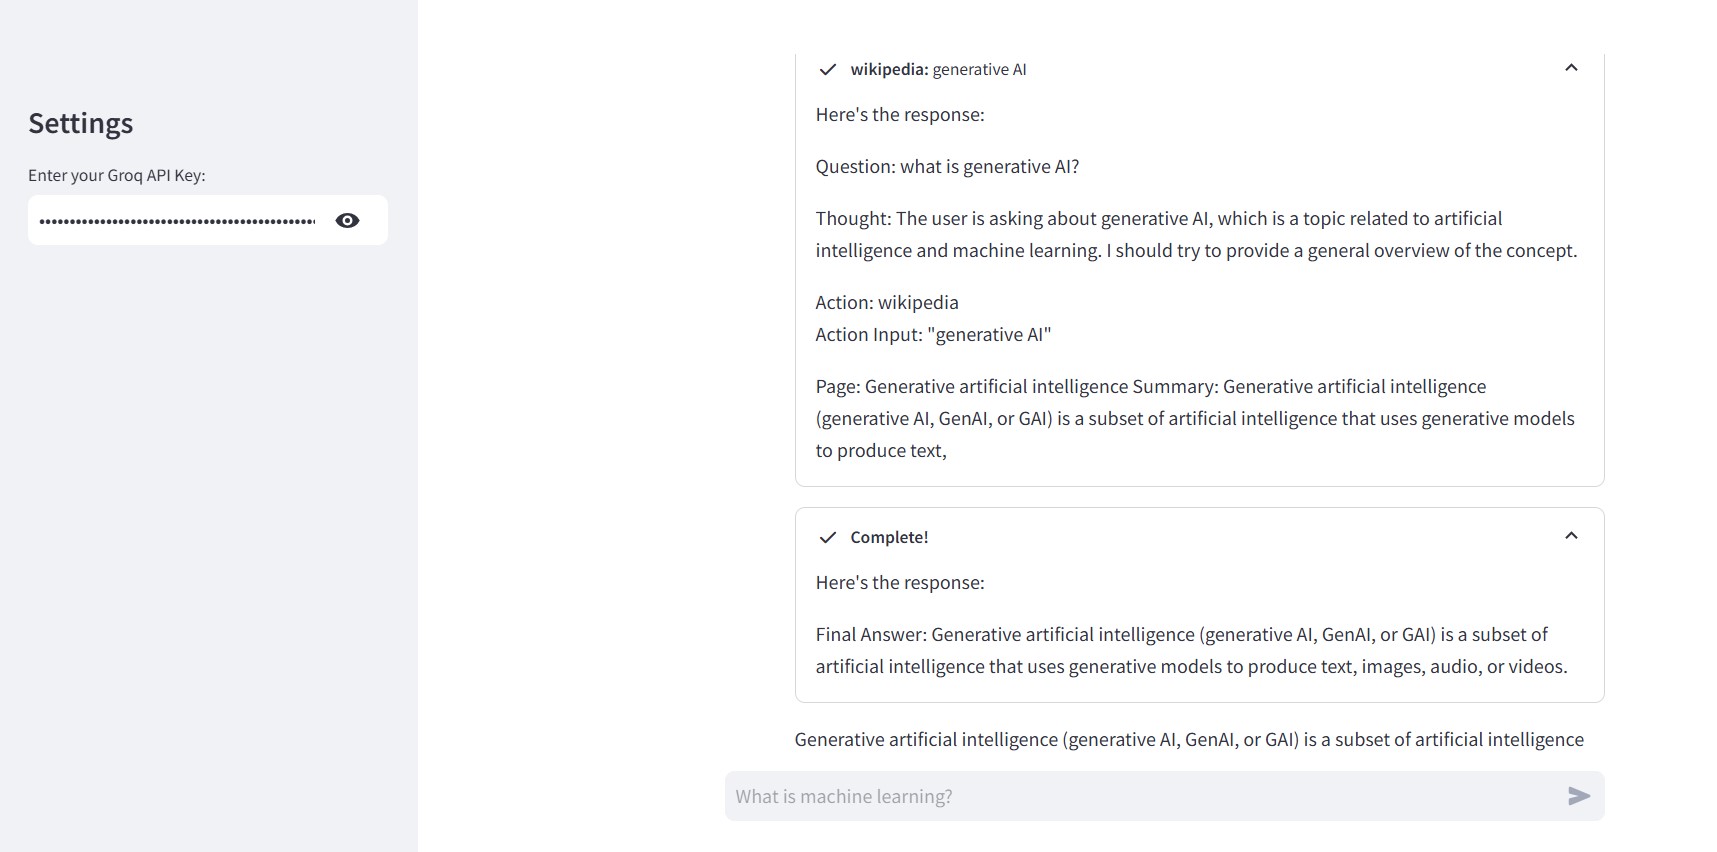 Settings
Enter your Groq API Key:
wikipedia: generative AI
Here's the response:
Question: what is generative AI?
Thought: The user is asking about generative AI, which is a topic related to artificial
intelligence and machine learning. I should try to provide a general overview of the concept.
Action: wikipedia
Action Input: "generative AI"
Page: Generative artificial intelligence Summary: Generative artificial intelligence
(generative AI, GenAI, or GAI) is a subset of artificial intelligence that uses generative models
to produce text,
Complete!
Here's the response:
Final Answer: Generative artificial intelligence (generative AI, GenAI, or GAI) is a subset of
artificial intelligence that uses generative models to produce text, images, audio, or videos.
Generative artificial intelligence (generative AI, GenAI, or GAI) is a subset of artificial intelligence
What is machine learning?